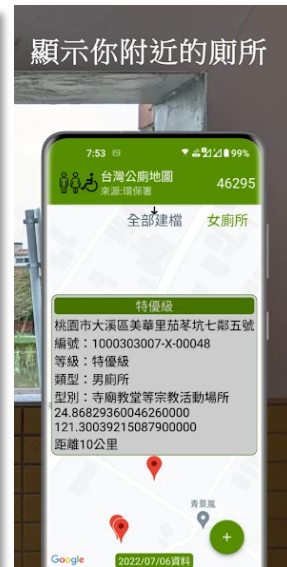 顯示你附近的廁所
7:53
99%
台灣公廁地圖
46295
來源:環保署
全部建檔
女廁所
特優級
桃園市大溪區美華里茄苳坑七鄰五號
編號：1000303007-X-00048
等級：特優級
類型：男廁所
型別：寺廟教堂等宗教活動場所
24.86829360046260000
121.30039215087900000
距離10公里
青景嵐
+
Google
2022/07/06資料